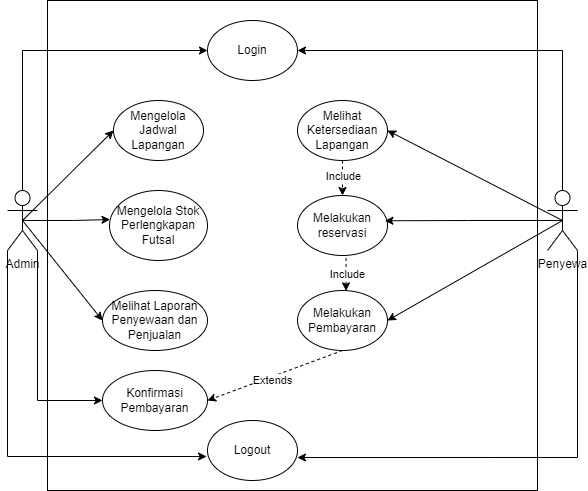 Login
Mengelola
Jadwal
Lapangan
Melihat
Ketersediaan
Lapangan
Include
Mengelola Stok
Perlengkapan
Futsal
Melakukan
reservasi
Admin
Penyewa
Include
Melihat Laporan
Penyewaan dan
Penjualan
Melakukan
Pembayaran
Extends
Konfirmasi
Pembayaran
Logout